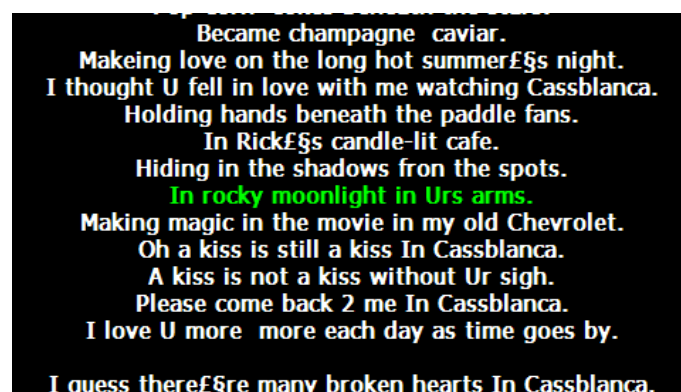 Became champagne  caviar.
Makeing love on the long hot summer£§s night.
I thought U fell in love with me watching Cassblanca.
Holding hands beneath the paddle fans.
In Rick£§s candle-lit cafe.
Hiding in the shadows fron the spots.
In rocky moonlight in Urs arms.
Making magic in the movie in my old Chevrolet.
Oh a kiss is still a kiss In Cassblanca.
A kiss is not a kiss without Ur sigh.
Please come back 2 me In Cassblanca.
I love U more  more each day as time goes by.
I guess there£§re many broken hearts In Cassblanca.